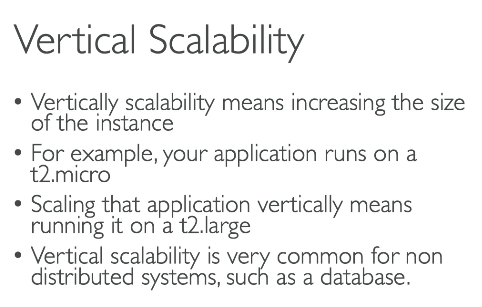 Vertical Scalability
• Vertically scalability means increasing the size
of the instance
• For example, your application runs on a
t2.micro
• Scaling that application vertically means
running it on a t2.large
• Vertical scalability is very common for non
distributed systems, such as a database.